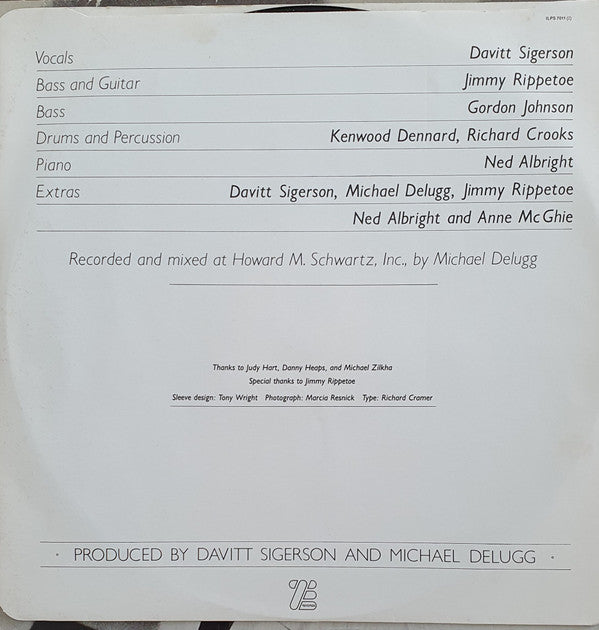 ILPS 7017 (C)
Vocals Davitt Sigerson
Bass and Guitar Jimmy Rippetoe
Bass Gordon Johnson
Drums and Percussion Kenwood Dennard, Richard Crooks
Piano Ned Albright
Extras Davitt Sigerson, Michael Delugg, Jimmy Rippetoe
Ned Albright and Anne McGhie
Recorded and mixed at Howard M. Schwartz, Inc., by Michael Delugg
Thanks to Judy Hart, Danny Heaps, and Michael Zilkha
Special thanks to Jimmy Rippetoe
Sleeve design: Tony Wright Photograph: Marcia Resnick Type: Richard Cramer
· PRODUCED BY DAVITT SIGERSON AND MICHAEL DELUGG ·